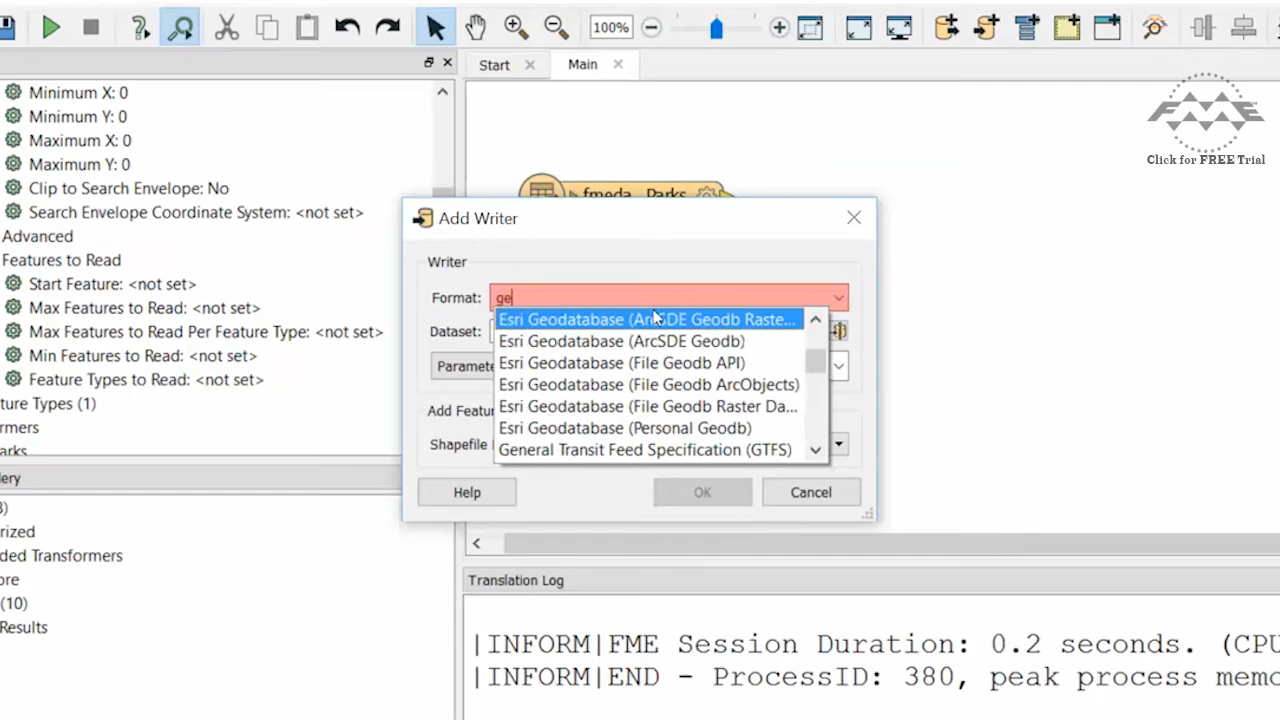 100%
Start
Main
Minimum X: 0
Minimum Y: 0
Maximum X: 0
Maximum Y: 0
Clip to Search Envelope: No
Search Envelope Coordinate System: <not set>
Advanced
Features to Read
Start Feature: <not set>
Max Features to Read: <not set>
Max Features to Read Per Feature Type: <not set>
Min Features to Read: <not set>
Feature Types to Read: <not set>
ture Types (1)
rmers
arks
lery
3)
rized
ded Transformers
ore
(10)
Results
FME
Click for FREE Trial
fmeda_Parks
Add Writer
Writer
Format: ge
Dataset:
Paramete
Add Featur
Shapefile
Esri Geodatabase (ArcSDE Geodb Raste...
Esri Geodatabase (ArcSDE Geodb)
Esri Geodatabase (File Geodb API)
Esri Geodatabase (File Geodb ArcObjects)
Esri Geodatabase (File Geodb Raster Da...
Esri Geodatabase (Personal Geodb)
General Transit Feed Specification (GTFS)
Help
OK
Cancel
Translation Log
|INFORM|FME Session Duration: 0.2 seconds. (CPU
|INFORM|END - ProcessID: 380, peak process memo